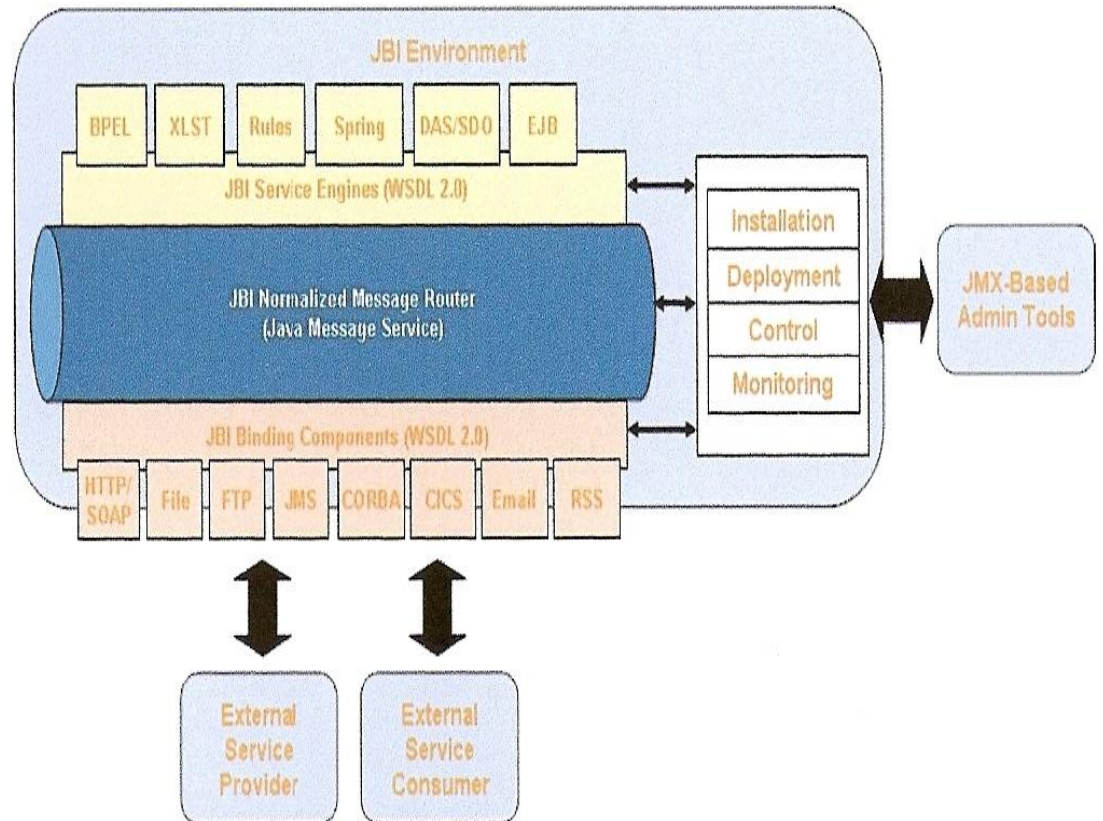 JBI Environment
BPEL
XLST
Rules
Spring
DAS/SDO
EJB
JBI Service Engines (WSDL 2.0)
JBI Normalized Message Router
(Java Message Service)
JBI Binding Components (WSDL 2.0)
HTTP/
SOAP
File
FTP
JMS
CORBA
CICS
Email
RSS
Installation
Deployment
Control
Monitoring
JMX-Based
Admin Tools
External
Service
Provider
External
Service
Consumer